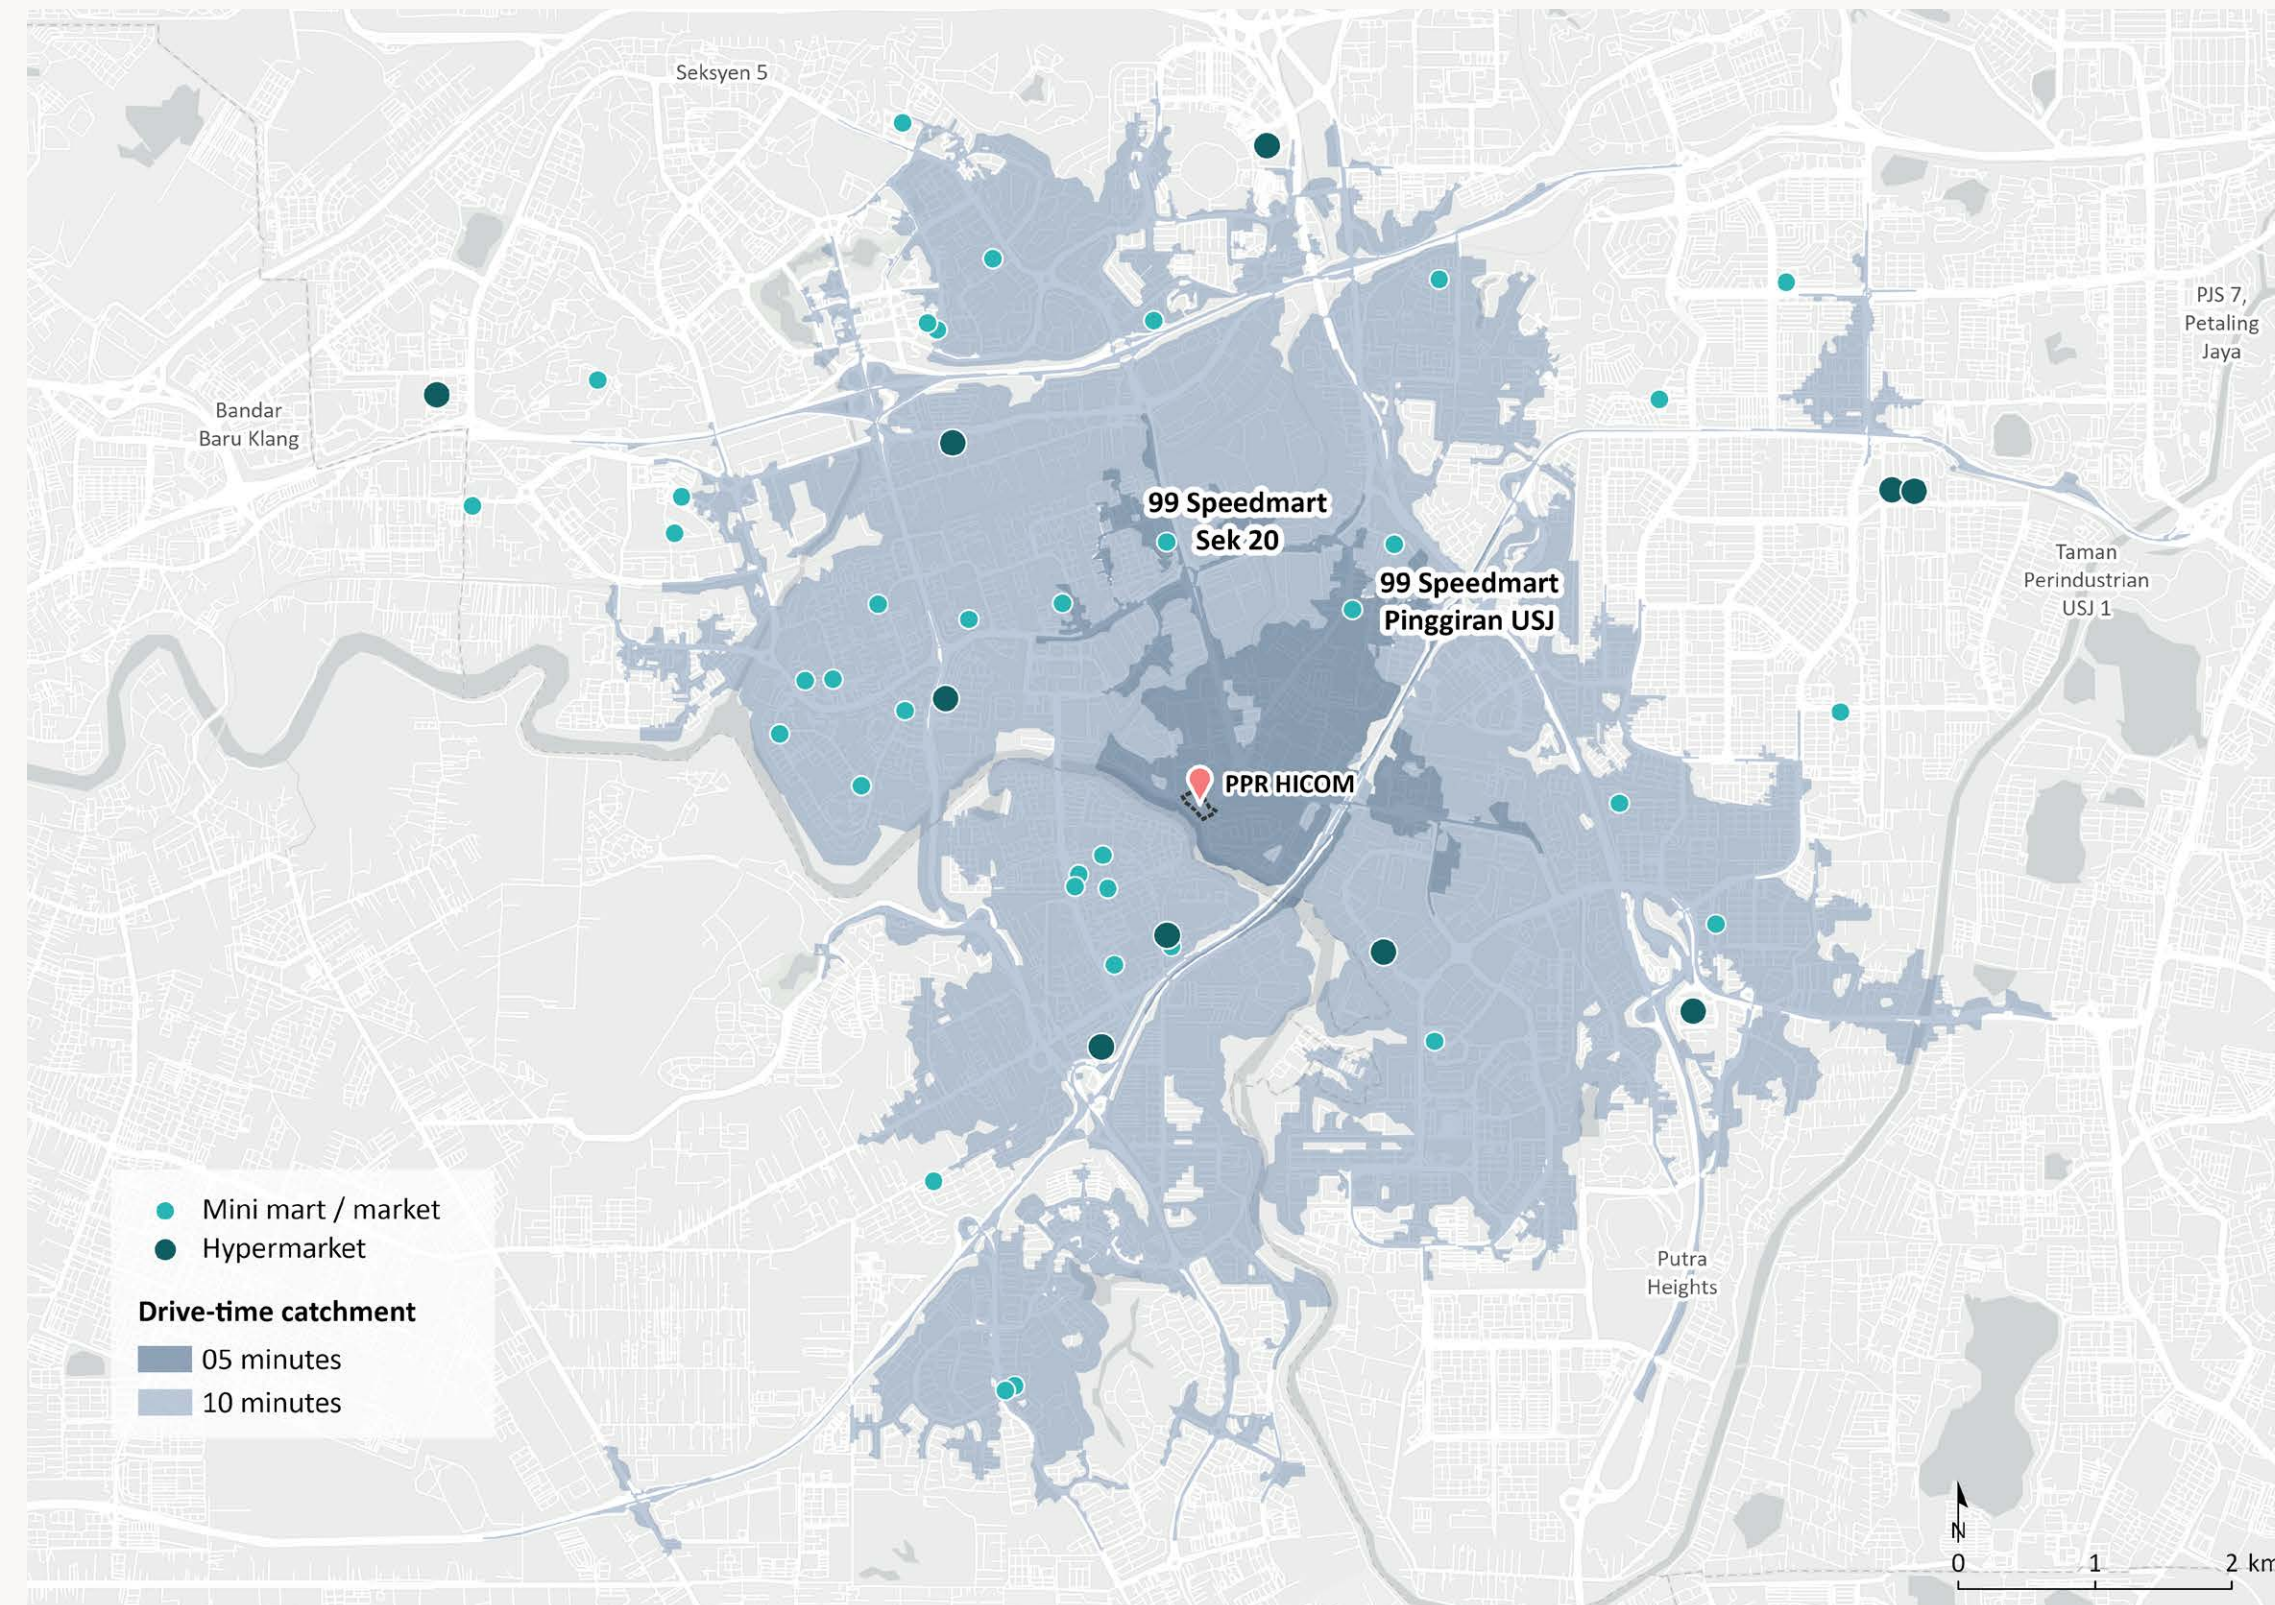 Seksyen 5
PJS 7,
Petaling
Jaya
Bandar
Baru Klang
99 Speedmart
Sek 20
99 Speedmart
Pinggiran USJ
Taman
Perindustrian
USJ 1
PPR HICOM
Mini mart / market
Hypermarket
Drive-time catchment
05 minutes
10 minutes
Putra
Heights
N
0 1 2 km